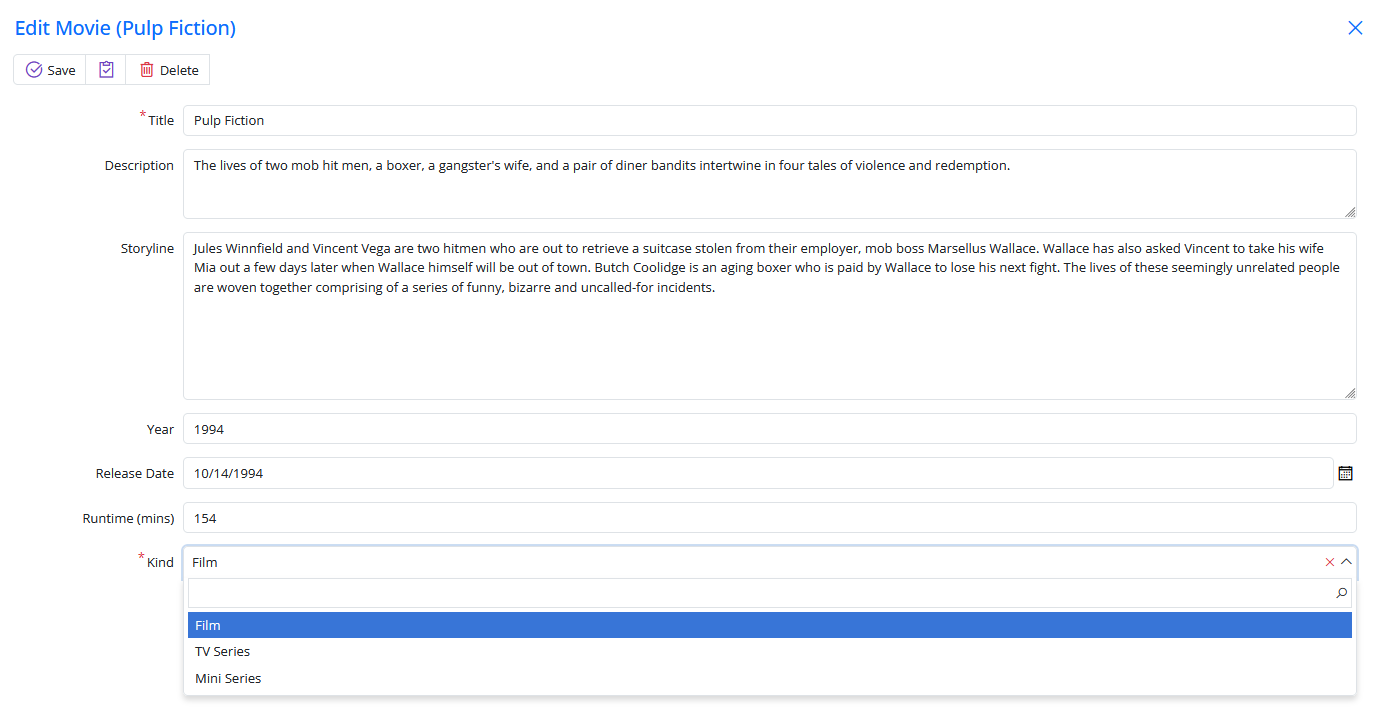 Edit Movie (Pulp Fiction)
Save
Delete
* Title
Pulp Fiction
Description
The lives of two mob hit men, a boxer, a gangster's wife, and a pair of diner bandits intertwine in four tales of violence and redemption.
Storyline
Jules Winnfield and Vincent Vega are two hitmen who are out to retrieve a suitcase stolen from their employer, mob boss Marsellus Wallace. Wallace has also asked Vincent to take his wife
Mia out a few days later when Wallace himself will be out of town. Butch Coolidge is an aging boxer who is paid by Wallace to lose his next fight. The lives of these seemingly unrelated people
are woven together comprising of a series of funny, bizarre and uncalled-for incidents.
Year
1994
Release Date
10/14/1994
Runtime (mins)
154
* Kind
Film
Film
TV Series
Mini Series